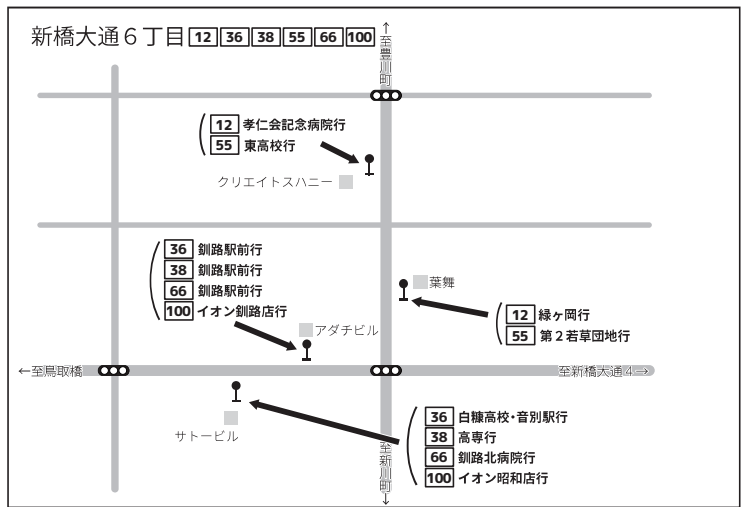 新橋大通６丁目 12 36 38 55 66 100
↑至豊川町
12 孝仁会記念病院行
55 東高校行
クリエイトスハニー
36 釧路駅前行
38 釧路駅前行
66 釧路駅前行
100 イオン釧路店行
葉舞
12 緑ヶ岡行
55 第２若草団地行
アダチビル
←至鳥取橋
至新橋大通４→
サトービル
36 白糠高校・音別駅行
38 高専行
66 釧路北病院行
100 イオン昭和店行
至新川町↓